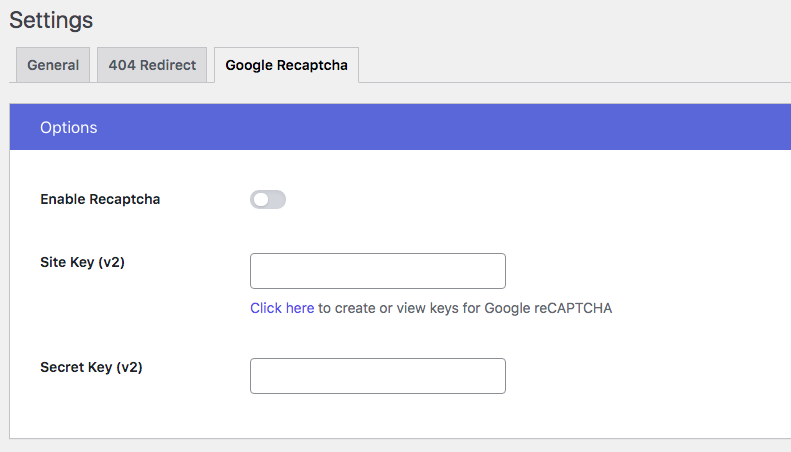 Settings
General
404 Redirect
Google Recaptcha
Options
Enable Recaptcha
Site Key (v2)
Click here to create or view keys for Google reCAPTCHA
Secret Key (v2)